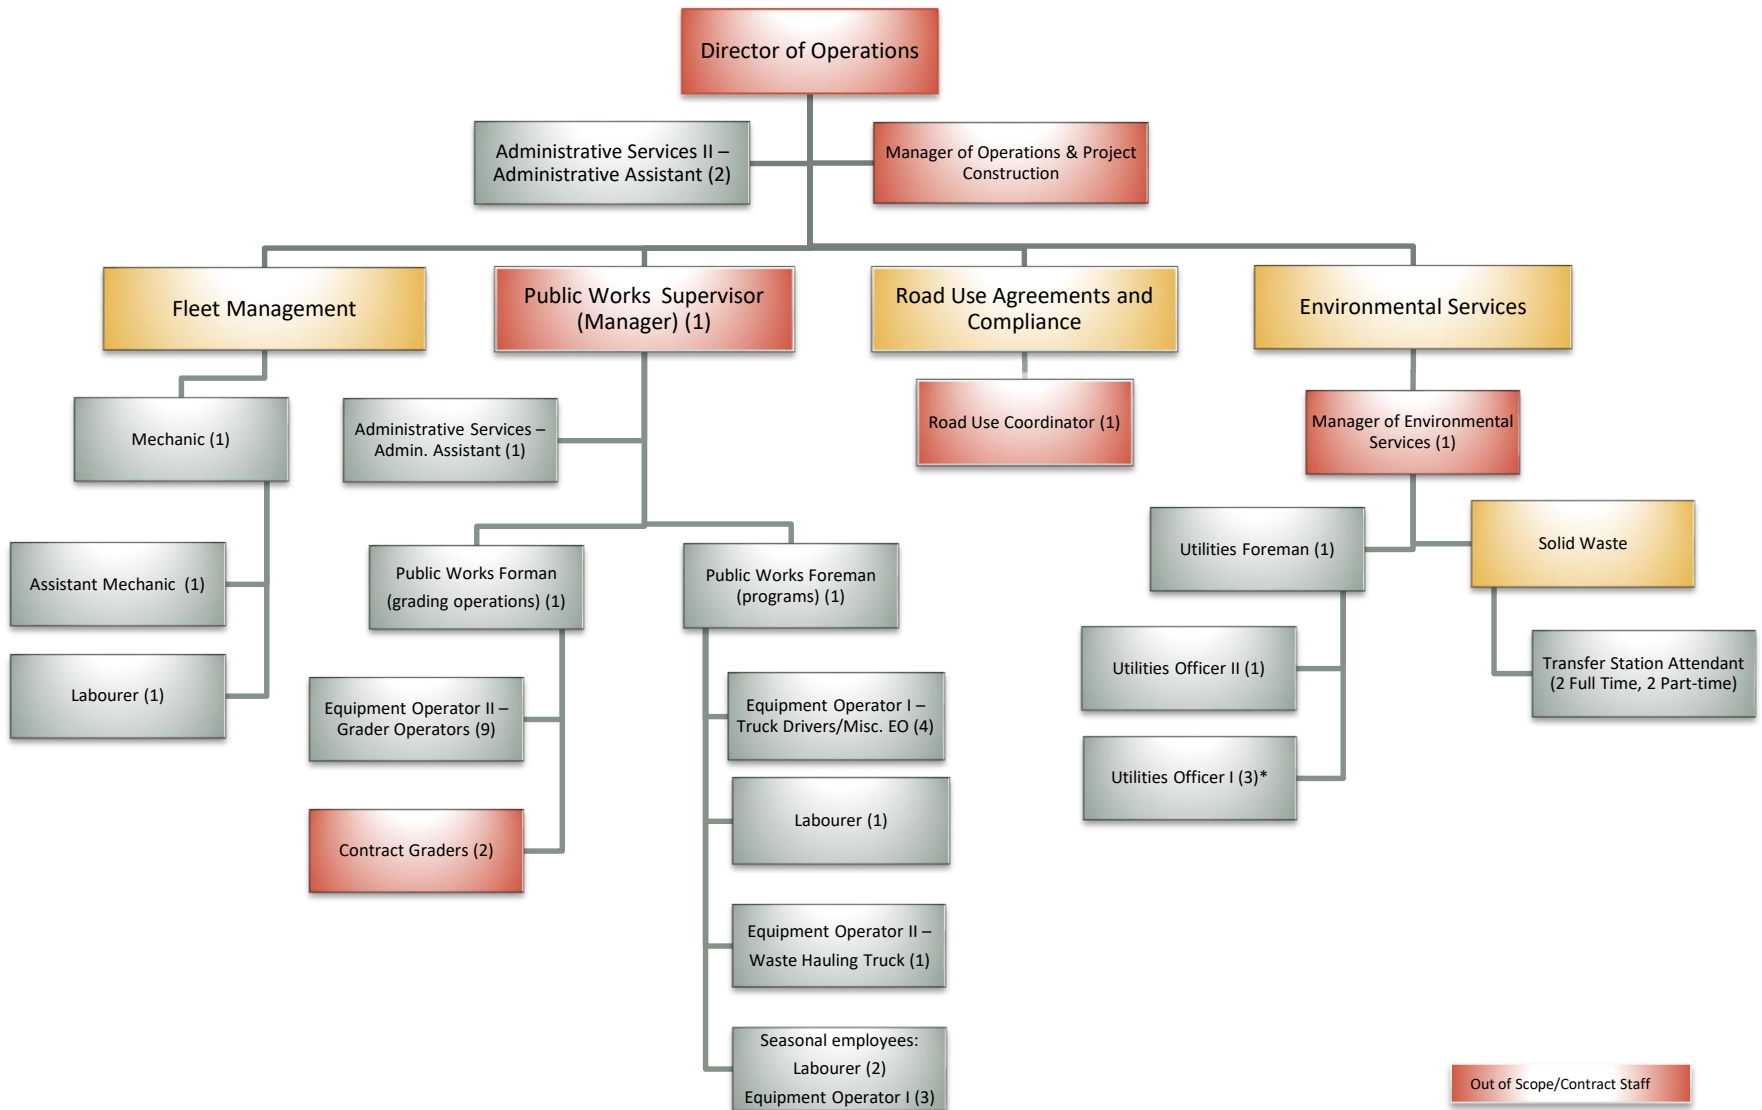 Director of Operations
Administrative Services II –
Administrative Assistant (2)
Manager of Operations & Project
Construction
Fleet Management
Public Works Supervisor
(Manager) (1)
Road Use Agreements and
Compliance
Environmental Services
Mechanic (1)
Administrative Services –
Admin. Assistant (1)
Road Use Coordinator (1)
Manager of Environmental
Services (1)
Assistant Mechanic (1)
Labourer (1)
Public Works Forman
(grading operations) (1)
Public Works Foreman
(programs) (1)
Utilities Foreman (1)
Solid Waste
Equipment Operator II –
Grader Operators (9)
Contract Graders (2)
Equipment Operator I –
Truck Drivers/Misc. EO (4)
Labourer (1)
Equipment Operator II –
Waste Hauling Truck (1)
Seasonal employees:
Labourer (2)
Equipment Operator I (3)
Utilities Officer II (1)
Utilities Officer I (3)*
Transfer Station Attendant
(2 Full Time, 2 Part-time)
Out of Scope/Contract Staff